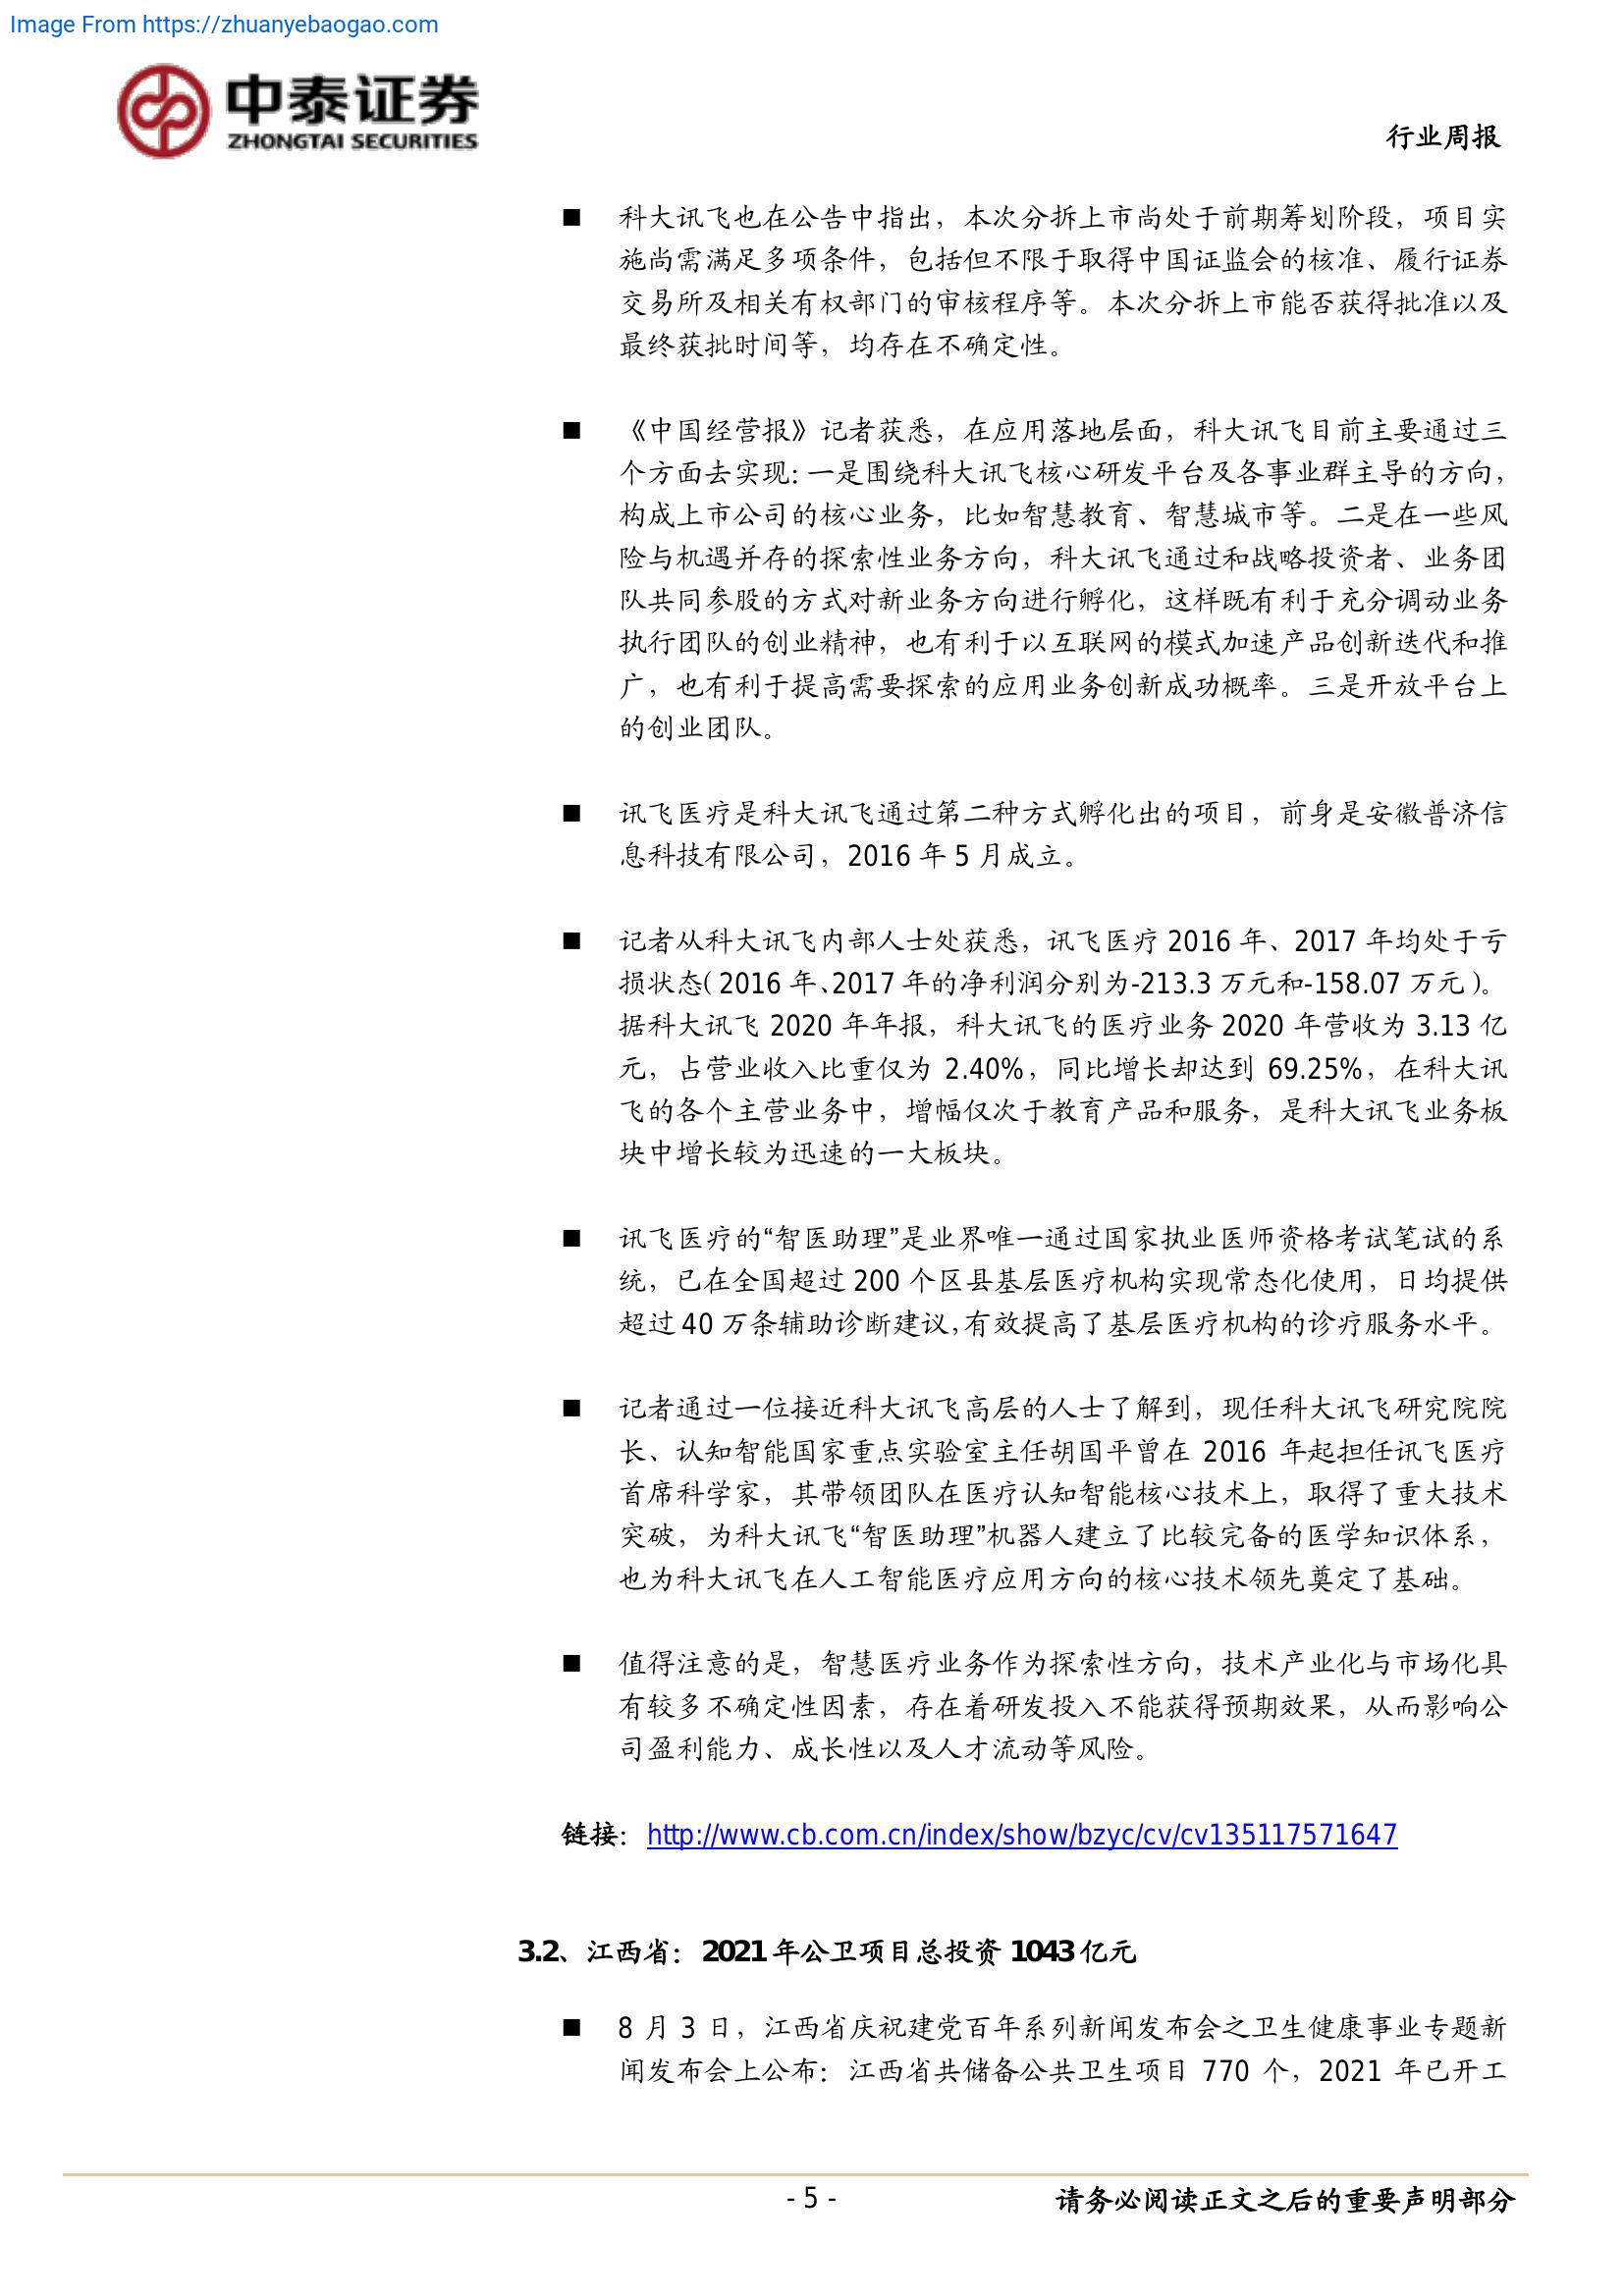 Image From https://zhuanyebaogao.com
中泰证券
ZHONGTAI SECURITIES
行业周报
■ 科大讯飞也在公告中指出，本次分拆上市尚处于前期筹划阶段，项目实
施尚需满足多项条件，包括但不限于取得中国证监会的核准、履行证券
交易所及相关有权部门的审核程序等。本次分拆上市能否获得批准以及
最终获批时间等，均存在不确定性。
■ 《中国经营报》记者获悉，在应用落地层面，科大讯飞目前主要通过三
个方面去实现：一是围绕科大讯飞核心研发平台及各事业群主导的方向，
构成上市公司的核心业务，比如智慧教育、智慧城市等。二是在一些风
险与机遇并存的探索性业务方向，科大讯飞通过和战略投资者、业务团
队共同参股的方式对新业务方向进行孵化，这样既有利于充分调动业务
执行团队的创业精神，也有利于以互联网的模式加速产品创新迭代和推
广，也有利于提高需要探索的应用业务创新成功概率。三是开放平台上
的创业团队。
■ 讯飞医疗是科大讯飞通过第二种方式孵化出的项目，前身是安徽普济信
息科技有限公司，2016 年 5 月成立。
■ 记者从科大讯飞内部人士处获悉，讯飞医疗 2016 年、2017 年均处于亏
损状态（2016 年、2017 年的净利润分别为-213.3 万元和-158.07 万元）。
据科大讯飞 2020 年年报，科大讯飞的医疗业务 2020 年营收为 3.13 亿
元，占营业收入比重仅为 2.40%，同比增长却达到 69.25%，在科大讯
飞的各个主营业务中，增幅仅次于教育产品和服务，是科大讯飞业务板
块中增长较为迅速的一大板块。
■ 讯飞医疗的“智医助理”是业界唯一通过国家执业医师资格考试笔试的系
统，已在全国超过 200 个区县基层医疗机构实现常态化使用，日均提供
超过 40 万条辅助诊断建议，有效提高了基层医疗机构的诊疗服务水平。
■ 记者通过一位接近科大讯飞高层的人士了解到，现任科大讯飞研究院院
长、认知智能国家重点实验室主任胡国平曾在 2016 年起担任讯飞医疗
首席科学家，其带领团队在医疗认知智能核心技术上，取得了重大技术
突破，为科大讯飞“智医助理”机器人建立了比较完备的医学知识体系，
也为科大讯飞在人工智能医疗应用方向的核心技术领先奠定了基础。
■ 值得注意的是，智慧医疗业务作为探索性方向，技术产业化与市场化具
有较多不确定性因素，存在着研发投入不能获得预期效果，从而影响公
司盈利能力、成长性以及人才流动等风险。
链接：http://www.cb.com.cn/index/show/bzyc/cv/cv135117571647
3.2、江西省：2021 年公卫项目总投资 1043 亿元
■ 8 月 3 日，江西省庆祝建党百年系列新闻发布会之卫生健康事业专题新
闻发布会上公布：江西省共储备公共卫生项目 770 个，2021 年已开工
- 5 -
请务必阅读正文之后的重要声明部分